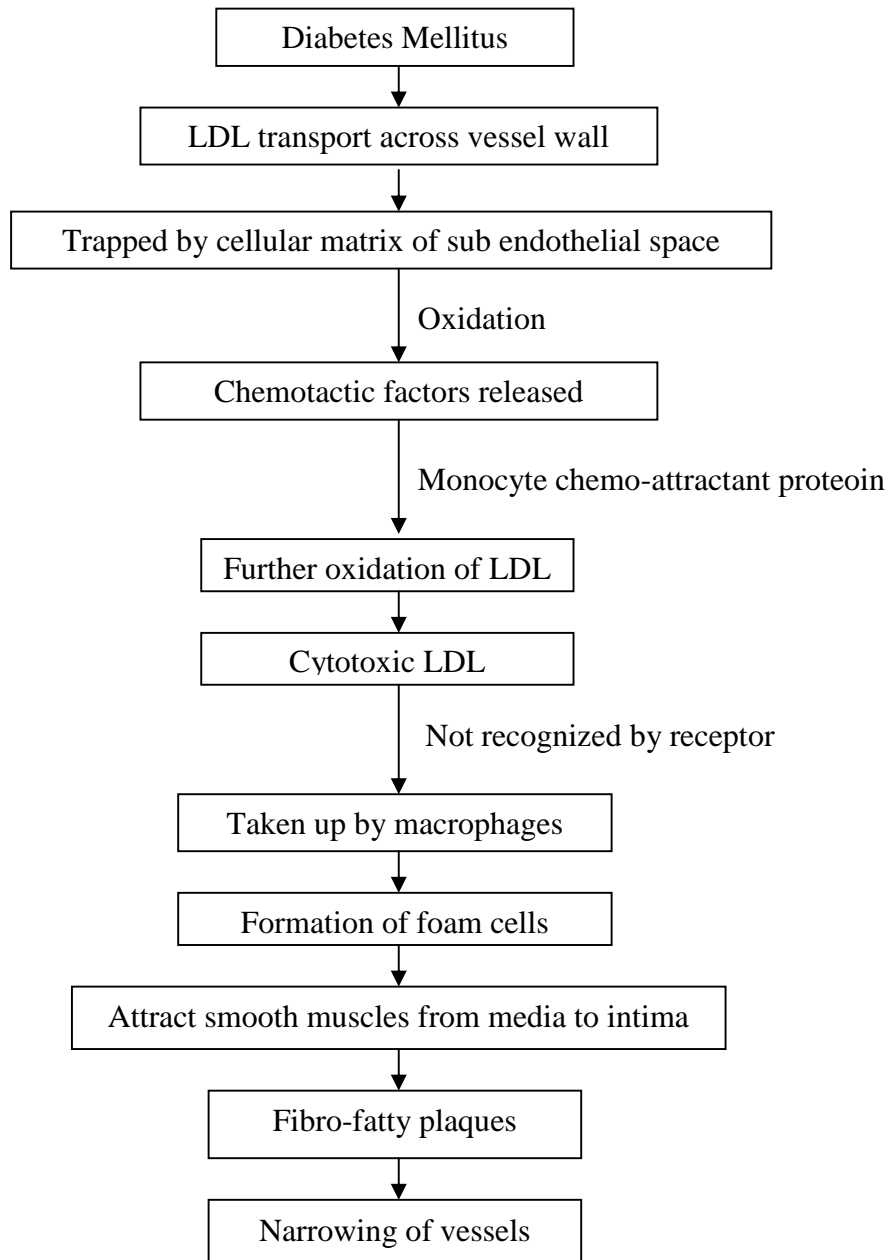 Diabetes Mellitus
LDL transport across vessel wall
Trapped by cellular matrix of sub endothelial space
Oxidation
Chemotactic factors released
Monocyte chemo-attractant proteoin
Further oxidation of LDL
Cytotoxic LDL
Not recognized by receptor
Taken up by macrophages
Formation of foam cells
Attract smooth muscles from media to intima
Fibro-fatty plaques
Narrowing of vessels